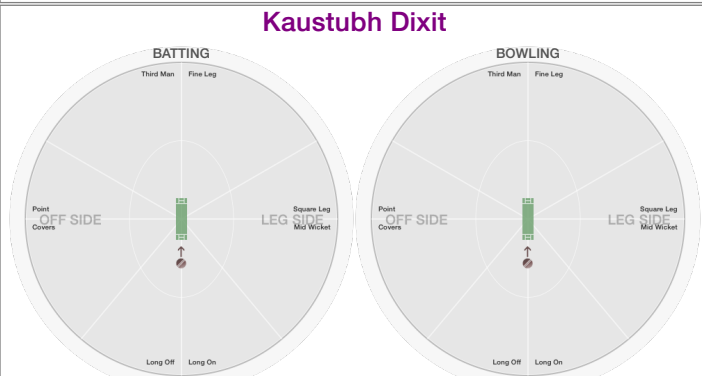 Kaustubh Dixit
BATTING
Third Man Fine Leg
Point
OFF SIDE
Covers
Square Leg
LEG SIDE
Mid Wicket
Long Off Long On
BOWLING
Third Man Fine Leg
Point
OFF SIDE
Covers
Square Leg
LEG SIDE
Mid Wicket
Long Off Long On